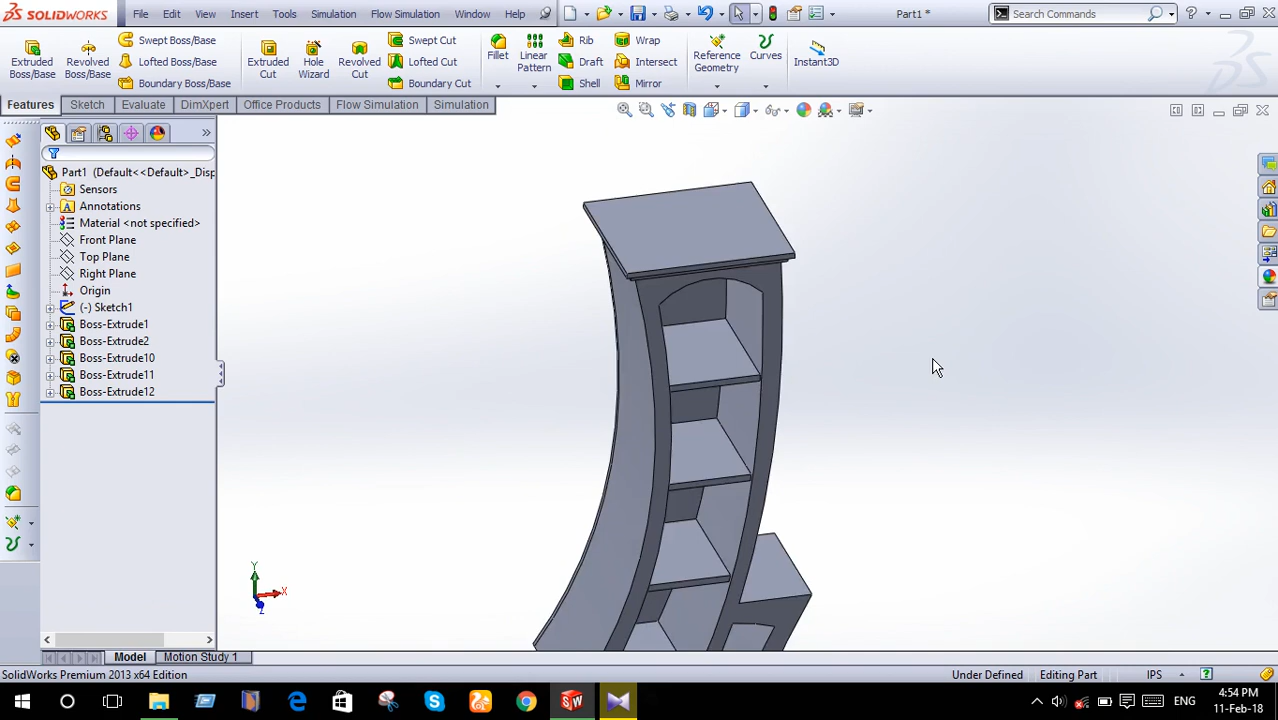 SOLIDWORKS File Edit View Insert Tools Simulation Flow Simulation Window Help Part1 * Search Commands
Extruded Boss/Base Revolved Boss/Base Swept Boss/Base Lofted Boss/Base Boundary Boss/Base Extruded Cut Hole Wizard Revolved Cut Swept Cut Lofted Cut Boundary Cut Fillet Linear Pattern Rib Draft Shell Wrap Intersect Mirror Reference Geometry Curves Instant3D
Features Sketch Evaluate DimXpert Office Products Flow Simulation Simulation
Part1 (Default<<Default>_Disp
Sensors
Annotations
Material <not specified>
Front Plane
Top Plane
Right Plane
Origin
(-) Sketch1
Boss-Extrude1
Boss-Extrude2
Boss-Extrude10
Boss-Extrude11
Boss-Extrude12
Y
X
Z
Model Motion Study 1
SolidWorks Premium 2013 x64 Edition Under Defined Editing Part IPS
ENG 4:54 PM
11-Feb-18